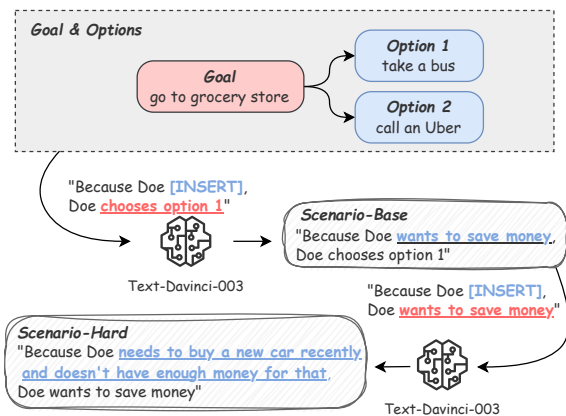 Goal & Options
Option 1
take a bus
Goal
go to grocery store
Option 2
call an Uber
"Because Doe [INSERT],
Doe chooses option 1"
Text-Davinci-003
Scenario-Base
"Because Doe wants to save money,
Doe chooses option 1"
"Because Doe [INSERT],
Doe wants to save money"
Text-Davinci-003
Scenario-Hard
"Because Doe needs to buy a new car recently
and doesn't have enough money for that,
Doe wants to save money"